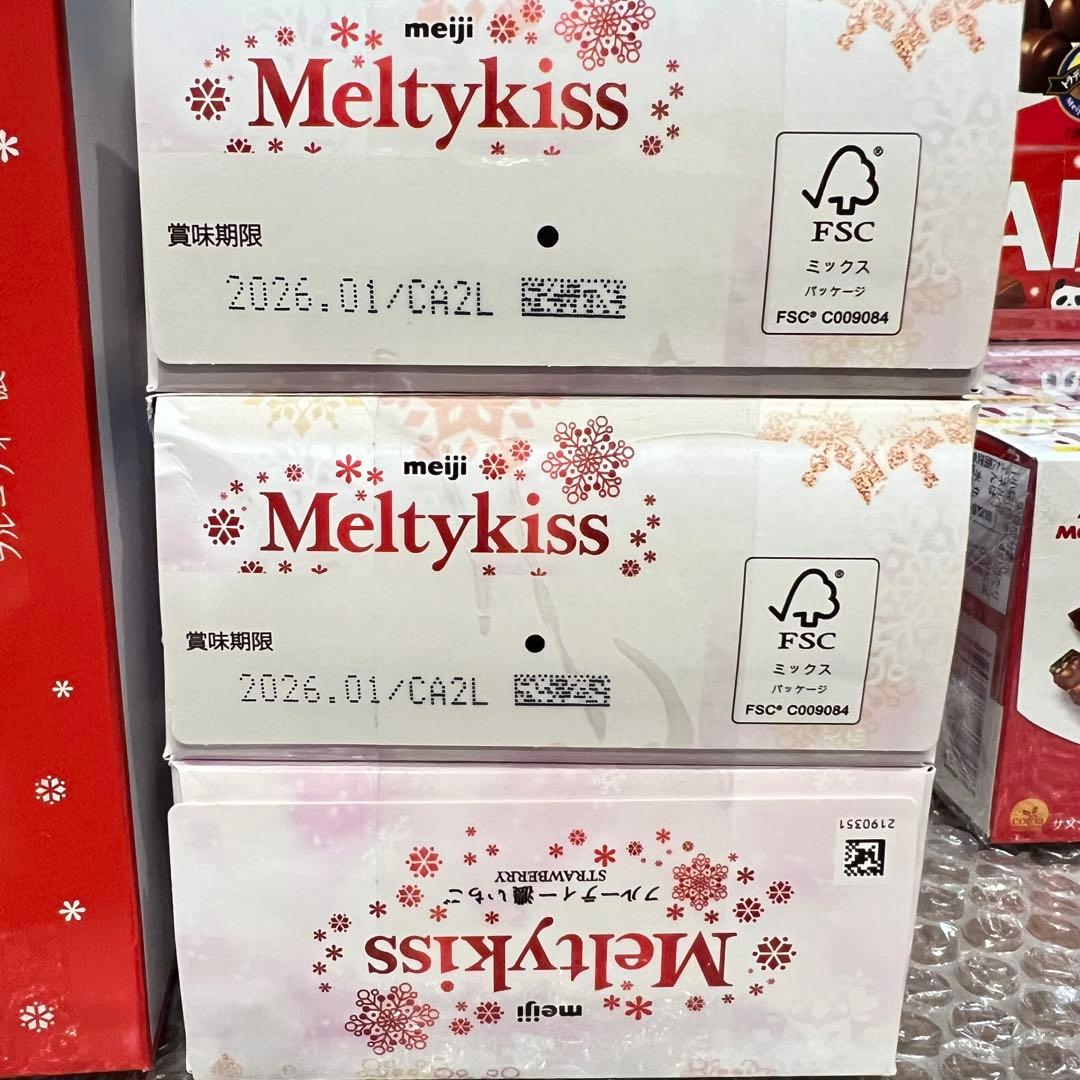 meiji
Meltykiss
賞味期限
2026.01/CA2L
FSC®
ミックス
パッケージ
FSC® C009084
meiji
Meltykiss
賞味期限
2026.01/CA2L
FSC®
ミックス
パッケージ
FSC® C009084
meiji
Meltykiss
フルーティー濃いちご
STRAWBERRY
2190351
cocoa